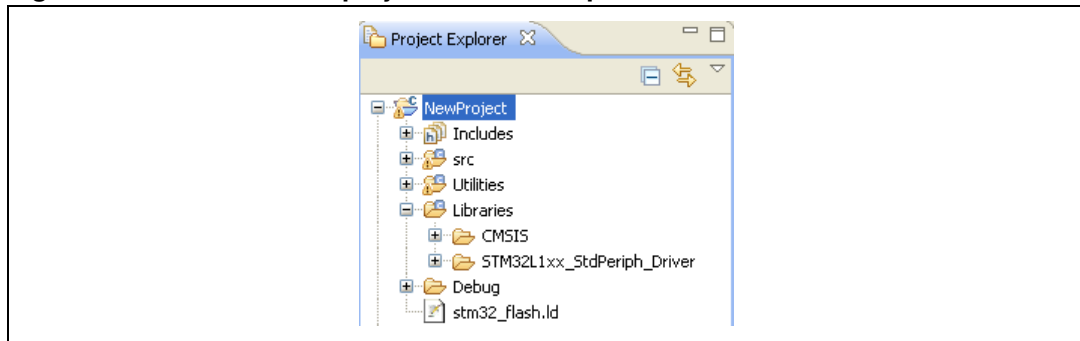 Project Explorer
NewProject
Includes
src
Utilities
Libraries
CMSIS
STM32L1xx_StdPeriph_Driver
Debug
stm32_flash.ld